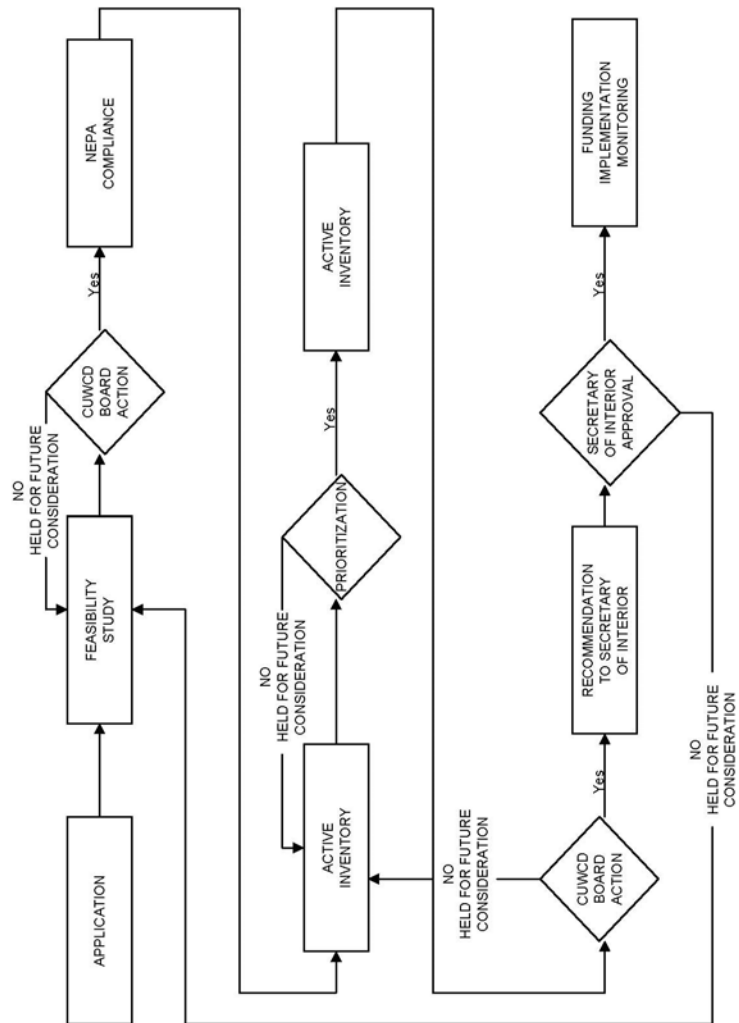 APPLICATION
FEASIBILITY
STUDY
NO
HELD FOR FUTURE
CONSIDERATION
CUWCD
BOARD
ACTION
Yes
NEPA
COMPLIANCE
ACTIVE
INVENTORY
NO
HELD FOR FUTURE
CONSIDERATION
PRIORITIZATION
Yes
ACTIVE
INVENTORY
NO
HELD FOR FUTURE
CONSIDERATION
CUWCD
BOARD
ACTION
Yes
RECOMMENDATION
TO SECRETARY
OF INTERIOR
SECRETARY
OF INTERIOR
APPROVAL
Yes
FUNDING
IMPLEMENTATION
MONITORING
NO
HELD FOR FUTURE
CONSIDERATION